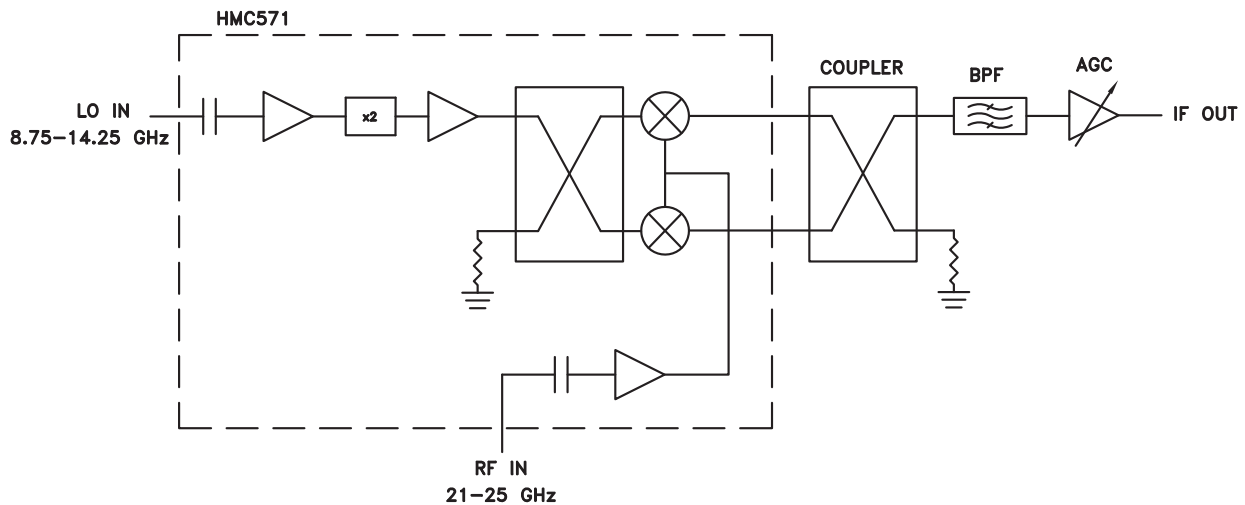 HMC571
LO IN
8.75-14.25 GHz
x2
COUPLER
BPF
AGC
IF OUT
RF IN
21-25 GHz